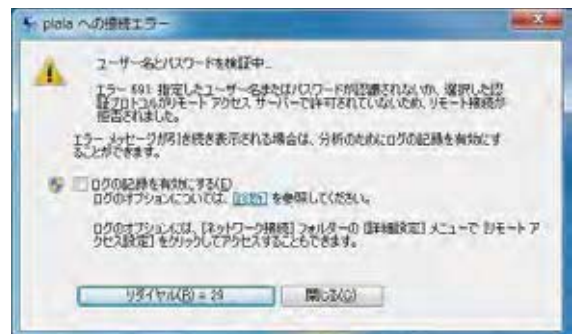 plala への接続エラー
ユーザー名とパスワードを検証中...
エラー 691: 指定したユーザー名またはパスワードが認識されないか、選択した認
証プロトコルがリモート アクセス サーバーで許可されていないため、リモート接続が
拒否されました。
エラー メッセージが引き続き表示される場合は、分析のためにログの記録を有効にす
ることができます。
ログの記録を有効にする(E)
ログのオプションについては、[診断] を参照してください。
ログのオプションには、[ネットワーク接続] フォルダーの [詳細設定] メニューで [リモート ア
クセス設定] をクリックしてアクセスすることもできます。
リダイヤル(R) = 29
閉じる(C)